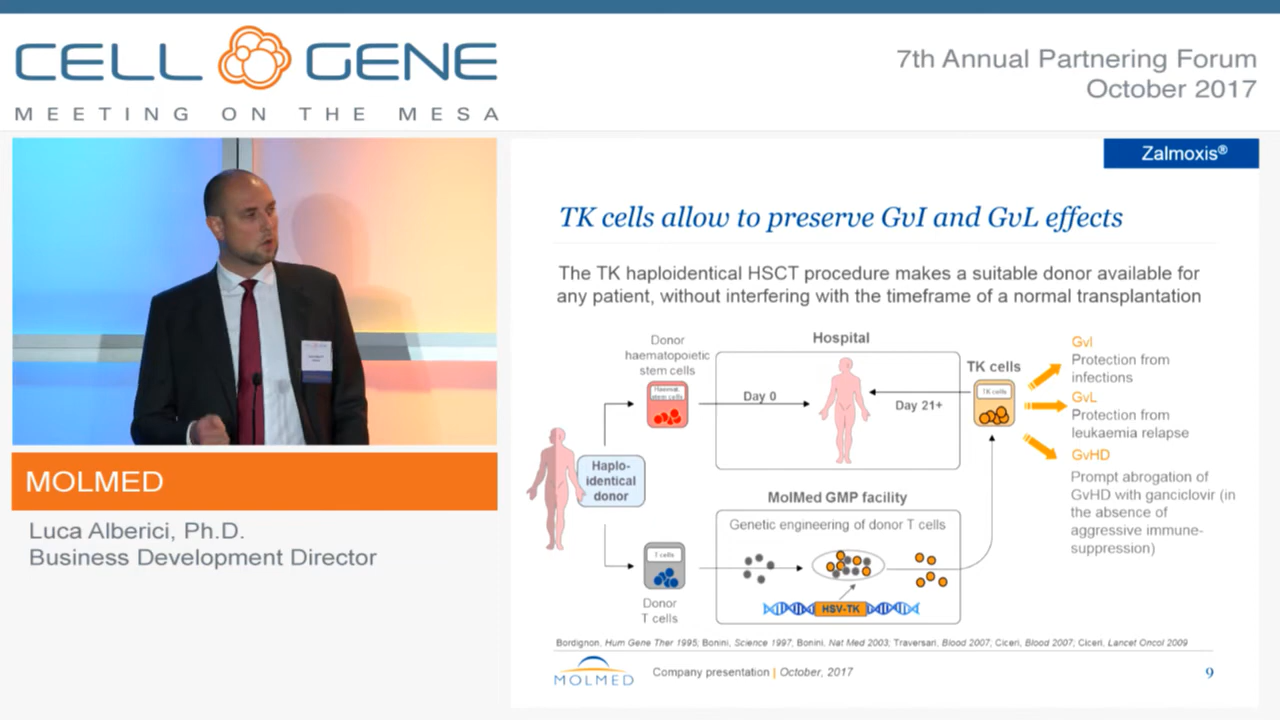 CELL GENE
MEETING ON THE MESA
7th Annual Partnering Forum
October 2017
Zalmoxis®
TK cells allow to preserve GvI and GvL effects
The TK haploidentical HSCT procedure makes a suitable donor available for
any patient, without interfering with the timeframe of a normal transplantation
Donor
haematopoietic
stem cells
Hospital
TK cells
Haemat.
stem cells
Day 0
Day 21+
TK cells
GvI
Protection from
infections
GvL
Protection from
leukaemia relapse
GvHD
Prompt abrogation of
GvHD with ganciclovir (in
the absence of
aggressive immune-
suppression)
Haplo-
identical
donor
MolMed GMP facility
Genetic engineering of donor T cells
T cells
HSV-TK
Donor
T cells
Bordignon, Hum Gene Ther 1995; Bonini, Science 1997, Bonini, Nat Med 2003; Traversari, Blood 2007; Ciceri, Blood 2007; Ciceri, Lancet Oncol 2009
MOLMED
Company presentation | October, 2017
9
MOLMED
Luca Alberici, Ph.D.
Business Development Director